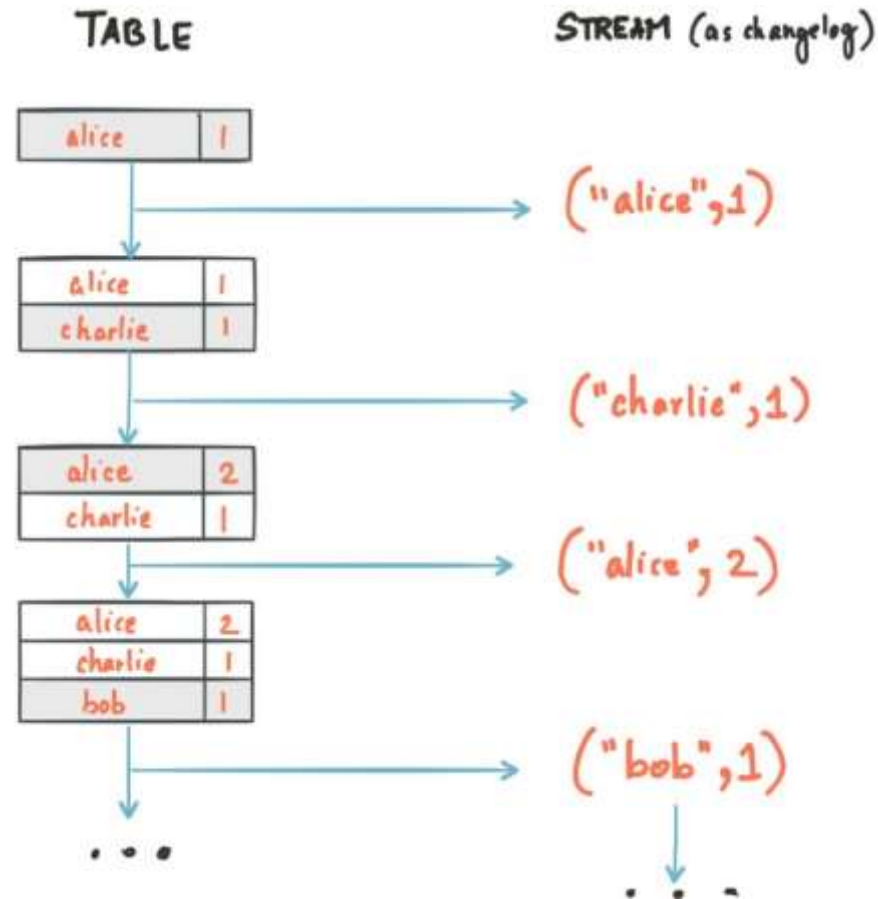 TABLE
STREAM (as changelog)
alice 1
("alice",1)
alice 1
charlie 1
("charlie",1)
alice 2
charlie 1
("alice", 2)
alice 2
charlie 1
bob 1
("bob",1)
...
...